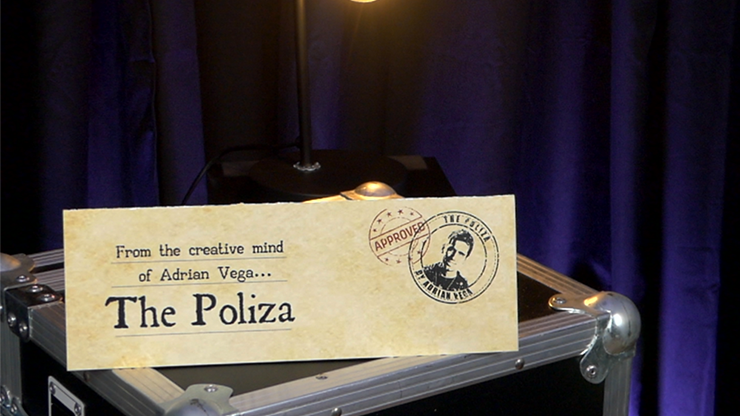 From the creative mind
of Adrian Vega...
The Poliza
APPROVED
THE POLIZA
BY ADRIAN VEGA